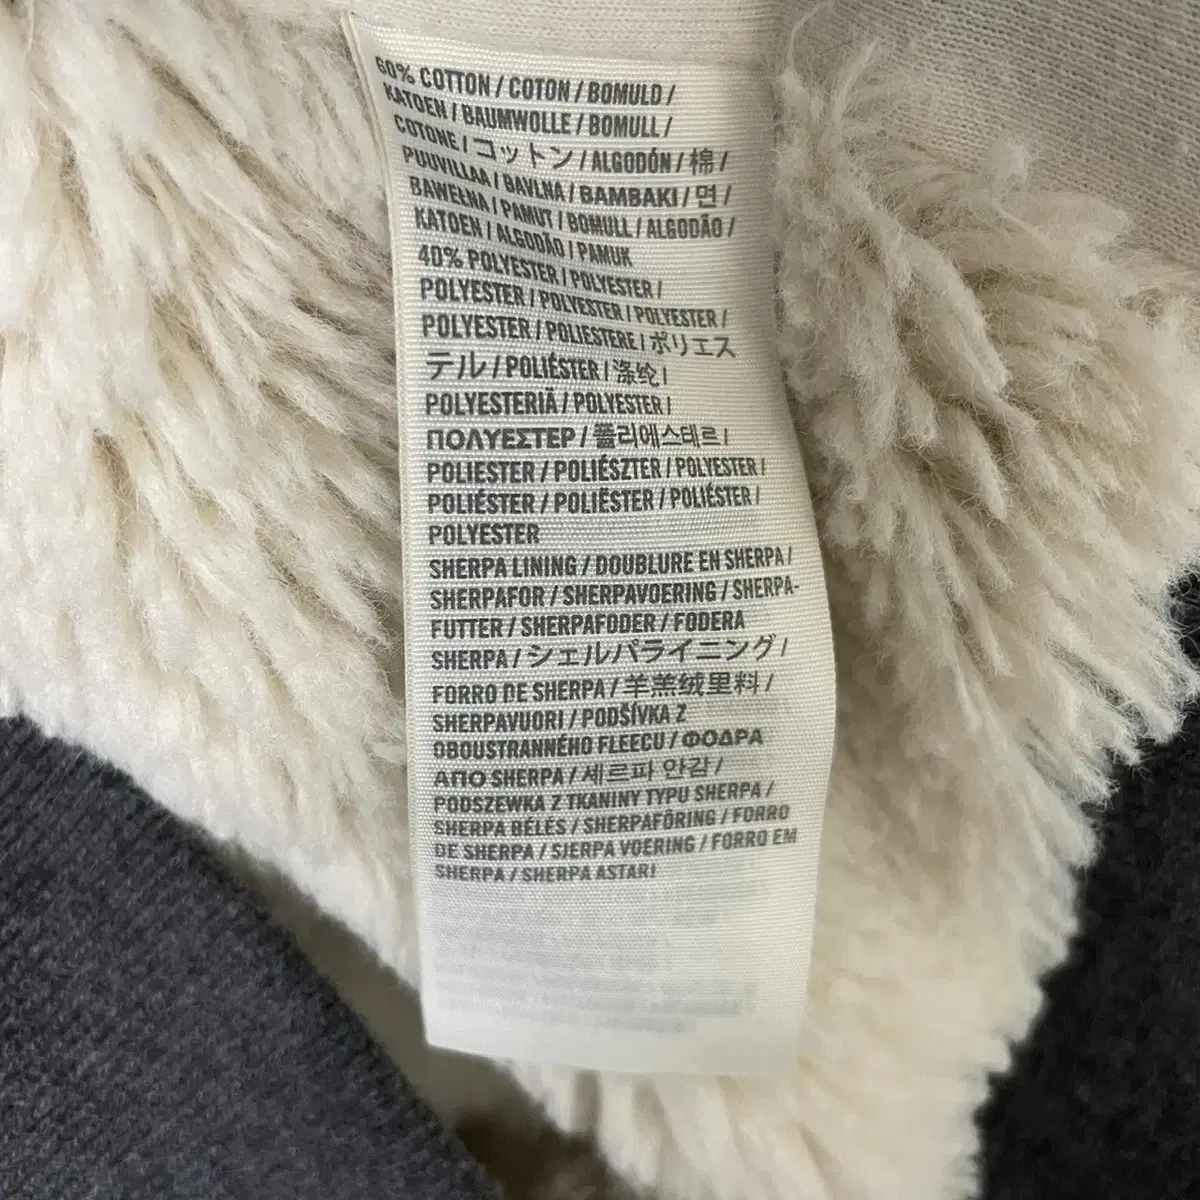 60% COTTON / COTON / BOMULD /
KATOEN / BAUMWOLLE / BOMULL /
COTONE / コットン / ALGODÓN / 棉 /
PUUVILLAA / BAVLNA / BAMBAKI / 면 /
BAWEŁNA / PAMUT / BOMULL / ALGODÃO /
KATOEN / ALGODÃO / PAMUK
40% POLYESTER / POLYESTER /
POLYESTER / POLYESTER / POLYESTER /
POLYESTER / POLIESTERE / ポリエス
テル / POLIÉSTER / 涤纶 /
POLYESTERIÄ / POLYESTER /
ΠΟΛΥΕΣΤΕΡ / 폴리에스테르 /
POLIESTER / POLIÉSZTER / POLYESTER /
POLIÉSTER / POLIËSTER / POLIÉSTER /
POLYESTER
SHERPA LINING / DOUBLURE EN SHERPA /
SHERPAFOR / SHERPAVOERING / SHERPA-
FUTTER / SHERPAFODER / FODERA
SHERPA / シェルパライニング /
FORRO DE SHERPA / 羊羔绒里料 /
SHERPAVUORI / PODŠÍVKA Z
OBOUSTRANNÉHO FLEECU / ΦΟΔΡΑ
ΑΠΟ SHERPA / 셰르파 안감 /
PODSZEWKA Z TKANINY TYPU SHERPA /
SHERPA BÉLÉS / SHERPAFÔRING / FORRO
DE SHERPA / SJERPA VOERING / FORRO EM
SHERPA / SHERPA ASTARI